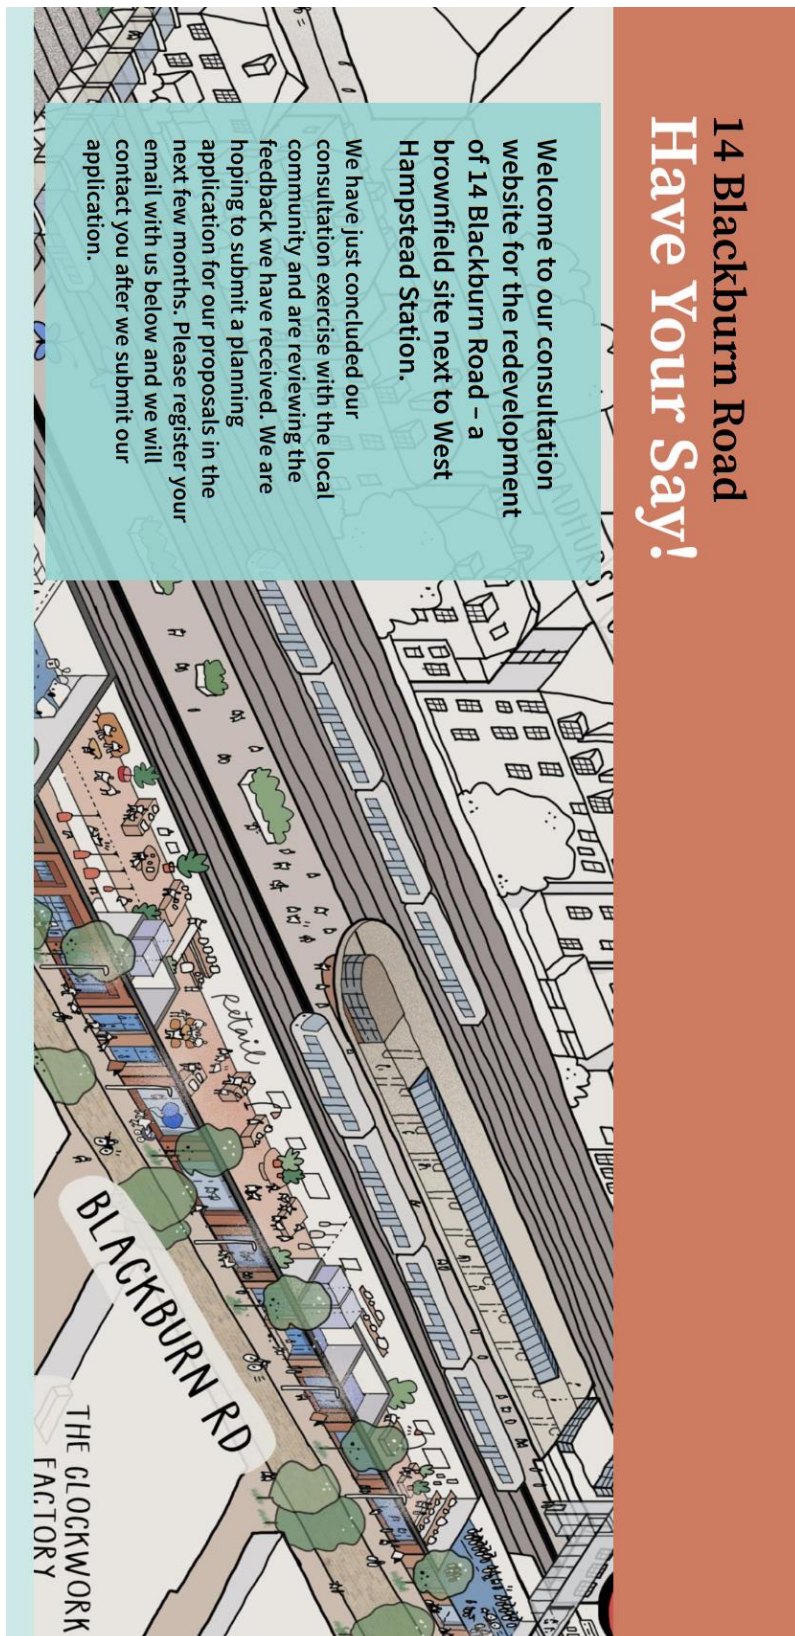 14 Blackburn Road
Have Your Say!
Welcome to our consultation
website for the redevelopment
of 14 Blackburn Road – a
brownfield site next to West
Hampstead Station.
We have just concluded our
consultation exercise with the local
community and are reviewing the
feedback we have received. We are
hoping to submit a planning
application for our proposals in the
next few months. Please register your
email with us below and we will
contact you after we submit our
application.
Retail
BLACKBURN RD
THE CLOCKWORK
FACTORY